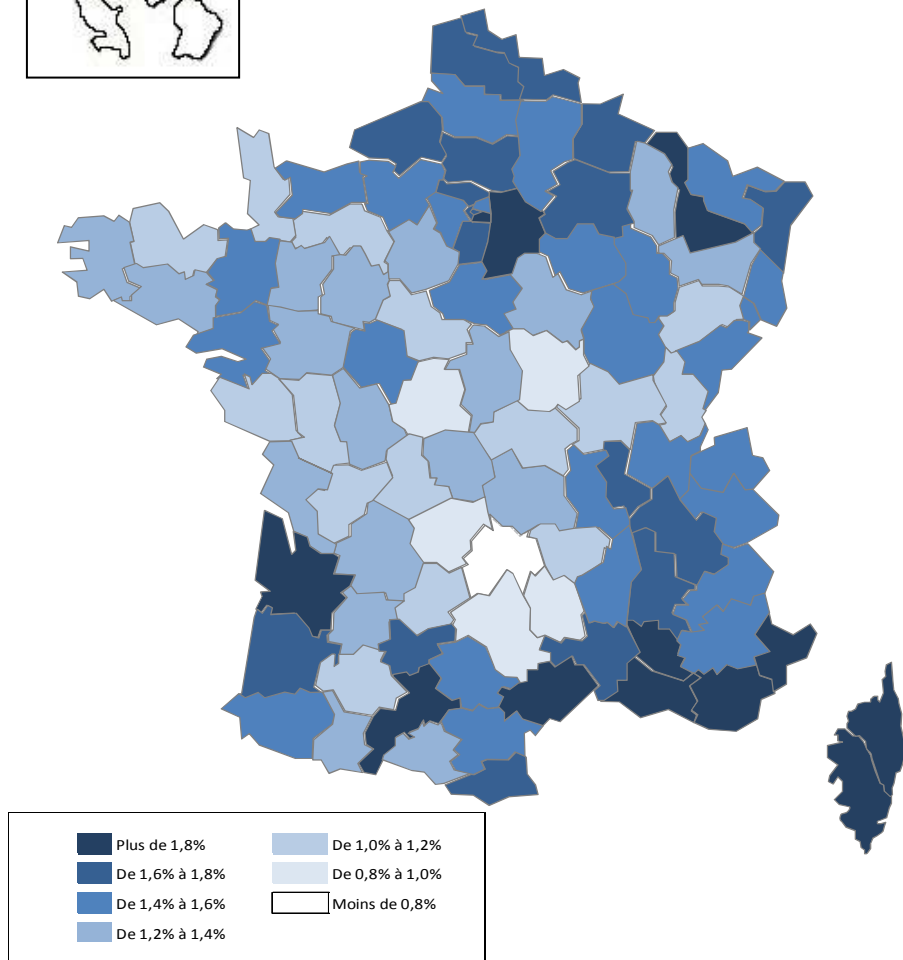 Plus de 1,8%
De 1,6% à 1,8%
De 1,4% à 1,6%
De 1,2% à 1,4%
De 1,0% à 1,2%
De 0,8% à 1,0%
Moins de 0,8%